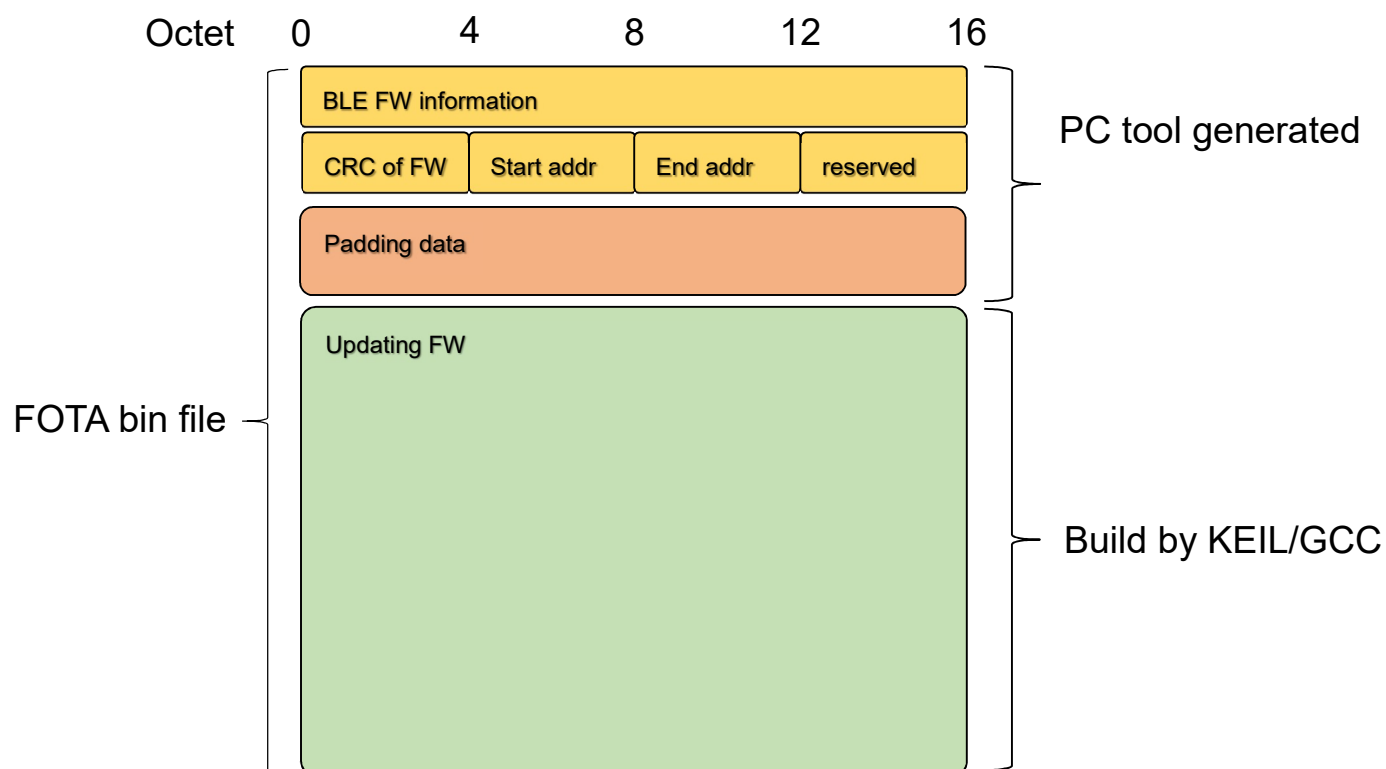 Octet 0 4 8 12 16
BLE FW information
PC tool generated
CRC of FW Start addr End addr reserved
Padding data
Updating FW
FOTA bin file
Build by KEIL/GCC